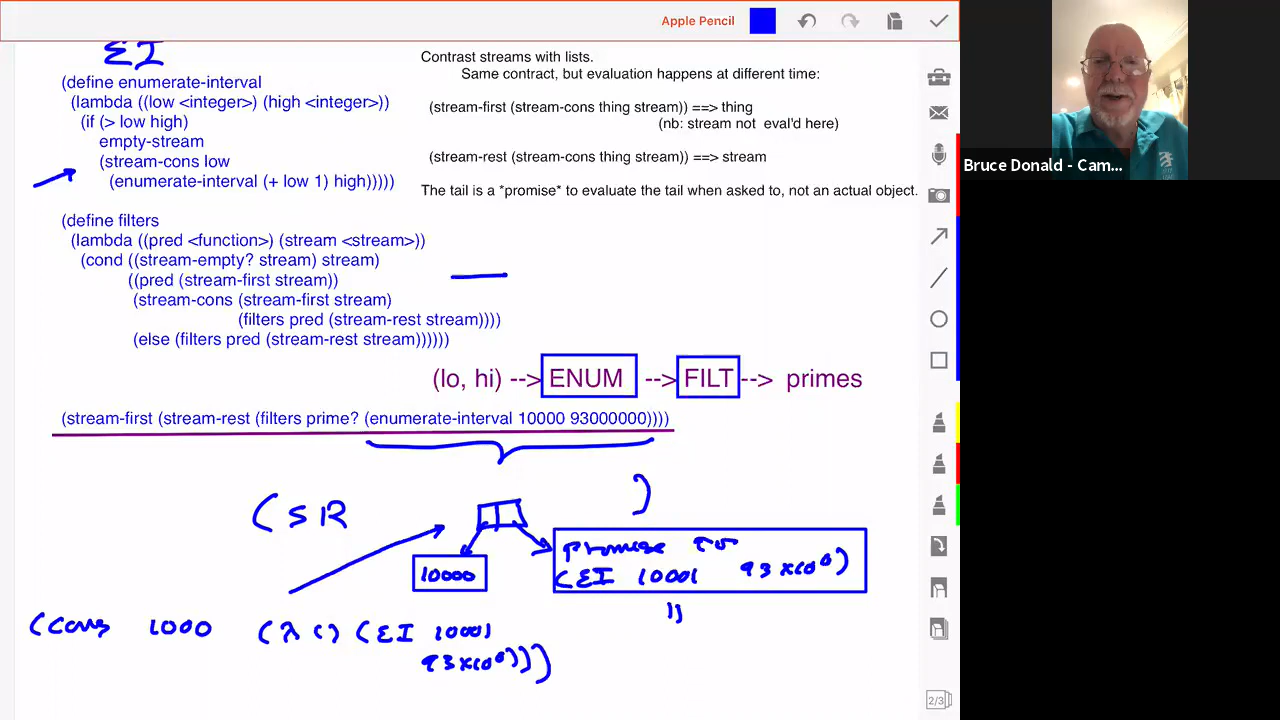 Apple Pencil
EI
(define enumerate-interval
(lambda ((low <integer>) (high <integer>))
(if (> low high)
empty-stream
(stream-cons low
(enumerate-interval (+ low 1) high)))))
Contrast streams with lists.
Same contract, but evaluation happens at different time:
(stream-first (stream-cons thing stream)) ==> thing
(nb: stream not eval'd here)
(stream-rest (stream-cons thing stream)) ==> stream
The tail is a *promise* to evaluate the tail when asked to, not an actual object.
(define filters
(lambda ((pred <function>) (stream <stream>))
(cond ((stream-empty? stream) stream)
((pred (stream-first stream))
(stream-cons (stream-first stream)
(filters pred (stream-rest stream))))
(else (filters pred (stream-rest stream))))))
(lo, hi) --> ENUM --> FILT --> primes
(stream-first (stream-rest (filters prime? (enumerate-interval 10000 93000000))))
(SR )
10000
promise to
(EI 10001 93x10⁶)
((cons 1000 (λ () (EI 10001
93x10⁶)))
Bruce Donald - Cam...
2/3